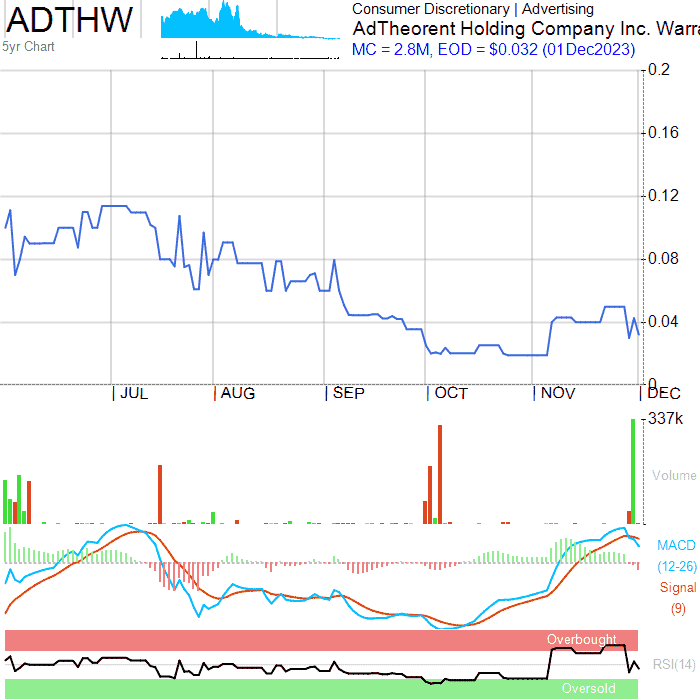 ADTHW
5yr Chart
Consumer Discretionary | Advertising
AdTheorent Holding Company Inc. Warra
MC = 2.8M, EOD = $0.032 (01Dec2023)
0.2
0.16
0.12
0.08
0.04
0
| JUL | AUG | SEP | OCT | NOV | DEC
337k
Volume
MACD
(12-26)
Signal
(9)
Overbought
RSI(14)
Oversold